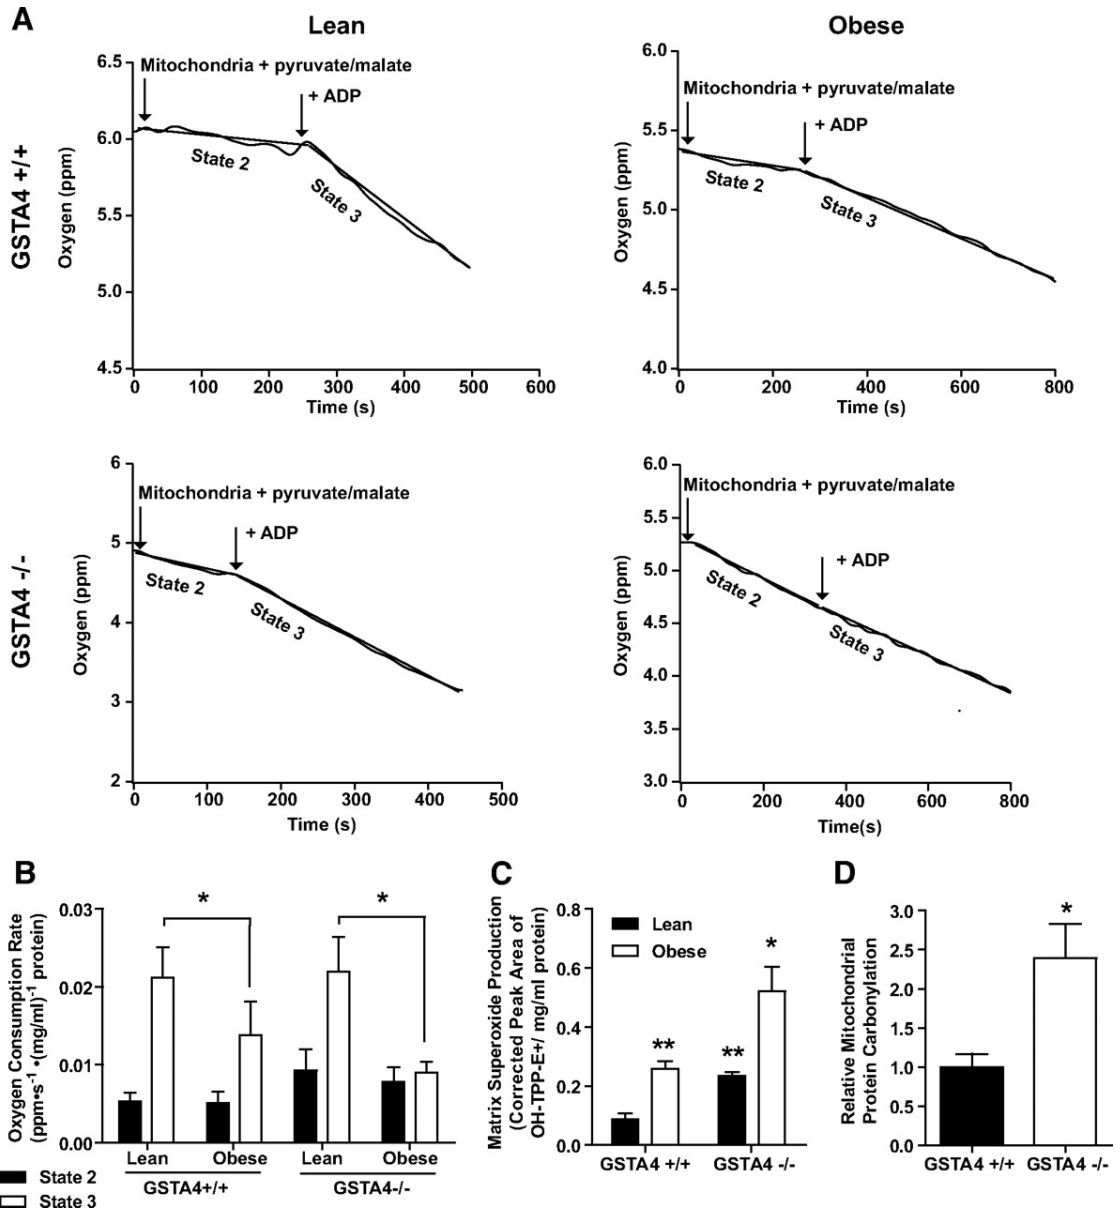 A
Lean
Obese
GSTA4 +/+
Oxygen (ppm)
6.5
6.0
5.5
5.0
4.5
Mitochondria + pyruvate/malate
+ ADP
State 2
State 3
0 100 200 300 400 500 600
Time (s)
Oxygen (ppm)
6.0
5.5
5.0
4.5
4.0
Mitochondria + pyruvate/malate
+ ADP
State 2
State 3
0 200 400 600 800
Time (s)
GSTA4 -/-
Oxygen (ppm)
6
5
4
3
2
Mitochondria + pyruvate/malate
+ ADP
State 2
State 3
0 100 200 300 400 500
Time (s)
Oxygen (ppm)
6.0
5.5
5.0
4.5
4.0
3.5
3.0
Mitochondria + pyruvate/malate
+ ADP
State 2
State 3
0 200 400 600 800
Time(s)
B
Oxygen Consumption Rate
(ppm•s-1 •(mg/ml)-1 protein)
0.03
0.02
0.01
0.00
*
*
Lean Obese Lean Obese
GSTA4+/+ GSTA4-/-
State 2
State 3
C
Matrix Superoxide Production
(Corrected Peak Area of
OH-TPP-E+/ mg/ml protein)
0.8
0.6
0.4
0.2
0.0
Lean
Obese
**
**
*
GSTA4 +/+ GSTA4 -/-
D
Relative Mitochondrial
Protein Carbonylation
3.0
2.5
2.0
1.5
1.0
0.5
0.0
*
GSTA4 +/+ GSTA4 -/-